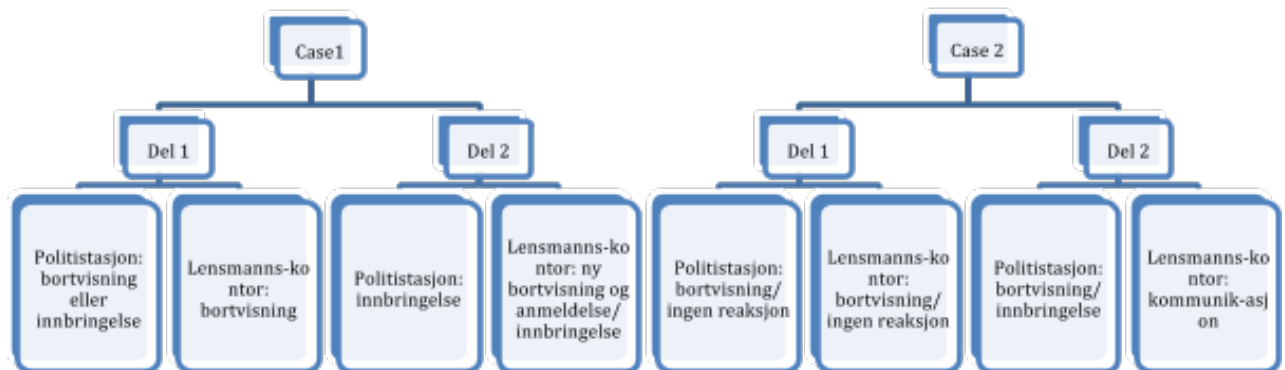 Case1
Case 2
Del 1
Del 2
Del 1
Del 2
Politistasjon:
bortvisning
eller
innbringelse
Lensmanns-ko
ntor:
bortvisning
Politistasjon:
innbringelse
Lensmanns-ko
ntor: ny
bortvisning og
anmeldelse/
innbringelse
Politistasjon:
bortvisning/
ingen reaksjon
Lensmanns-ko
ntor:
bortvisning/
ingen reaksjon
Politistasjon:
bortvisning/
innbringelse
Lensmanns-ko
ntor:
kommunik-asj
on